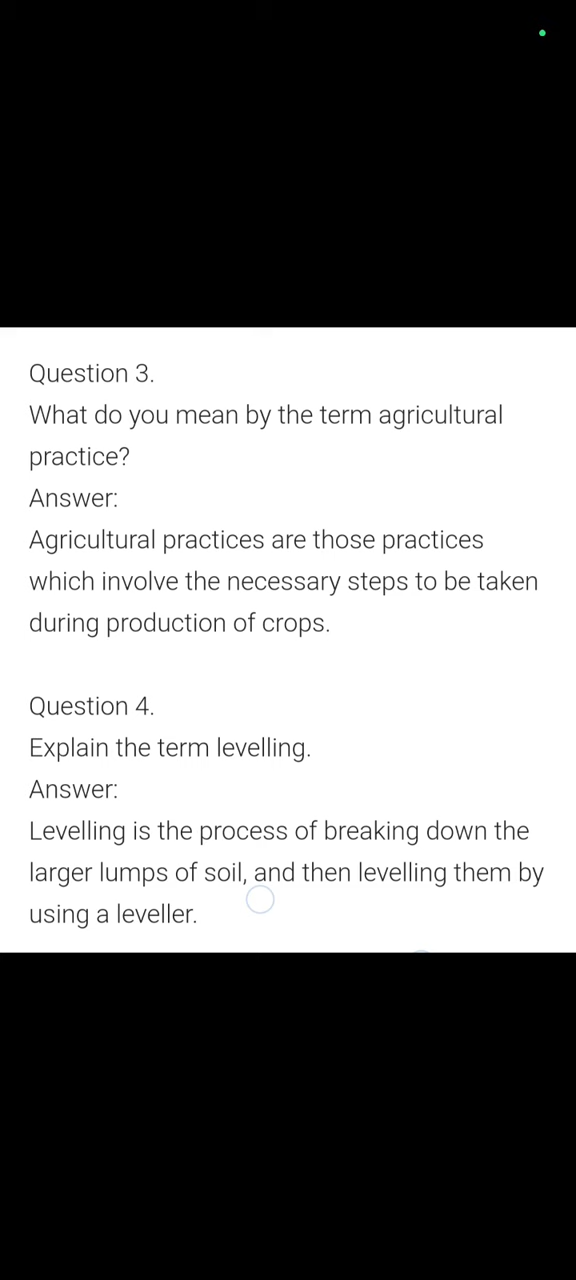 Question 3.
What do you mean by the term agricultural
practice?
Answer:
Agricultural practices are those practices
which involve the necessary steps to be taken
during production of crops.
Question 4.
Explain the term levelling.
Answer:
Levelling is the process of breaking down the
larger lumps of soil, and then levelling them by
using a leveller.